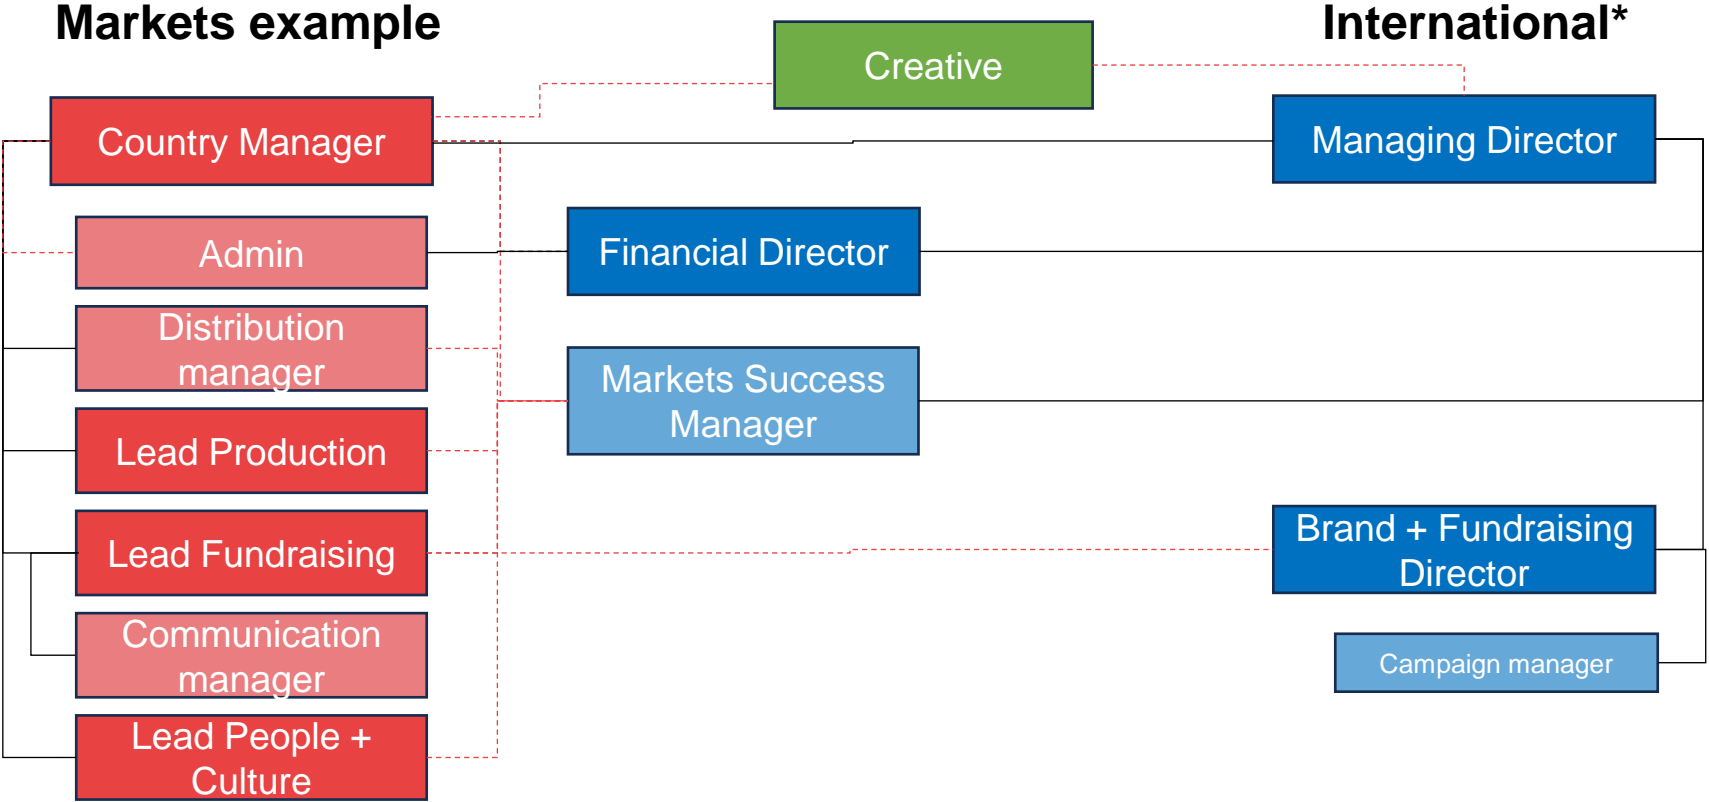 Markets example
International*
Creative
Country Manager
Managing Director
Admin
Financial Director
Distribution
manager
Markets Success
Manager
Lead Production
Lead Fundraising
Brand + Fundraising
Director
Communication
manager
Campaign manager
Lead People +
Culture